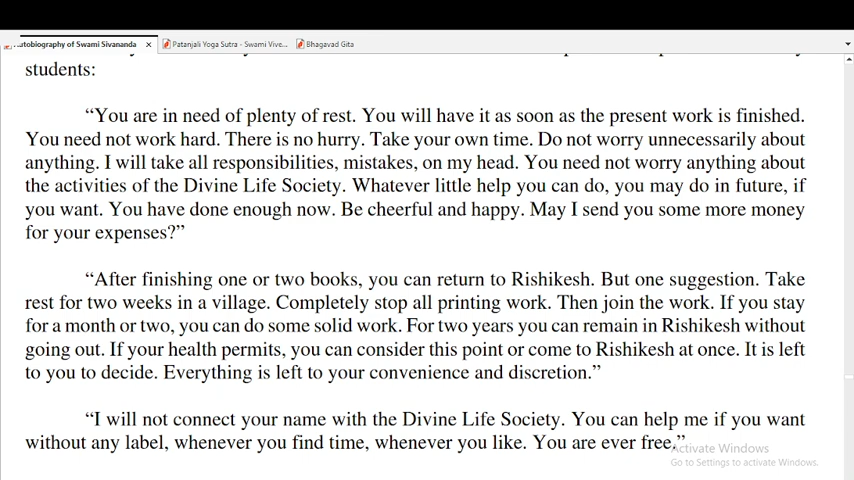 Autobiography of Swami Sivananda × Patanjali Yoga Sutra - Swami Vive... Bhagavad Gita
students:
“You are in need of plenty of rest. You will have it as soon as the present work is finished.
You need not work hard. There is no hurry. Take your own time. Do not worry unnecessarily about
anything. I will take all responsibilities, mistakes, on my head. You need not worry anything about
the activities of the Divine Life Society. Whatever little help you can do, you may do in future, if
you want. You have done enough now. Be cheerful and happy. May I send you some more money
for your expenses?”
“After finishing one or two books, you can return to Rishikesh. But one suggestion. Take
rest for two weeks in a village. Completely stop all printing work. Then join the work. If you stay
for a month or two, you can do some solid work. For two years you can remain in Rishikesh without
going out. If your health permits, you can consider this point or come to Rishikesh at once. It is left
to you to decide. Everything is left to your convenience and discretion.”
“I will not connect your name with the Divine Life Society. You can help me if you want
without any label, whenever you find time, whenever you like. You are ever free.”
Activate Windows
Go to Settings to activate Windows.